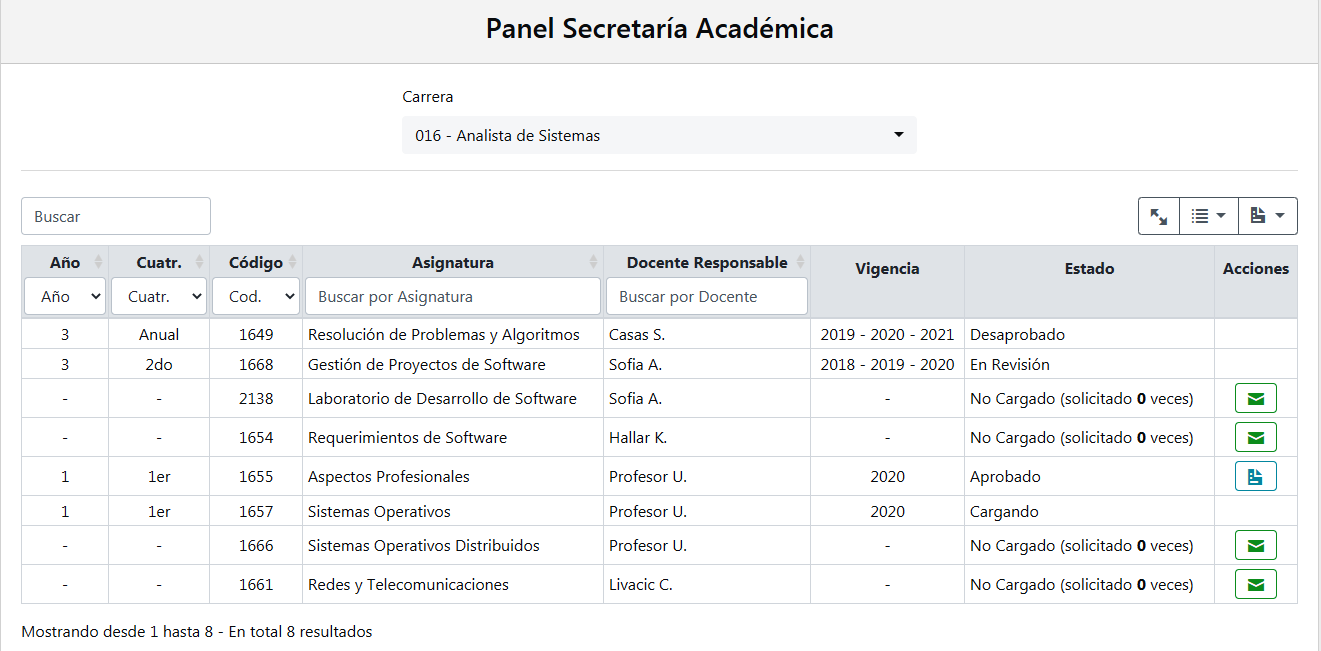 Panel Secretaría Académica
Carrera
016 - Analista de Sistemas
Buscar
Año Cuatr. Código Asignatura Docente Responsable Vigencia Estado Acciones
Año Cuatr. Cod. Buscar por Asignatura Buscar por Docente
3 Anual 1649 Resolución de Problemas y Algoritmos Casas S. 2019 - 2020 - 2021 Desaprobado
3 2do 1668 Gestión de Proyectos de Software Sofia A. 2018 - 2019 - 2020 En Revisión
- - 2138 Laboratorio de Desarrollo de Software Sofia A. - No Cargado (solicitado 0 veces)
- - 1654 Requerimientos de Software Hallar K. - No Cargado (solicitado 0 veces)
1 1er 1655 Aspectos Profesionales Profesor U. 2020 Aprobado
1 1er 1657 Sistemas Operativos Profesor U. 2020 Cargando
- - 1666 Sistemas Operativos Distribuidos Profesor U. - No Cargado (solicitado 0 veces)
- - 1661 Redes y Telecomunicaciones Livacic C. - No Cargado (solicitado 0 veces)
Mostrando desde 1 hasta 8 - En total 8 resultados